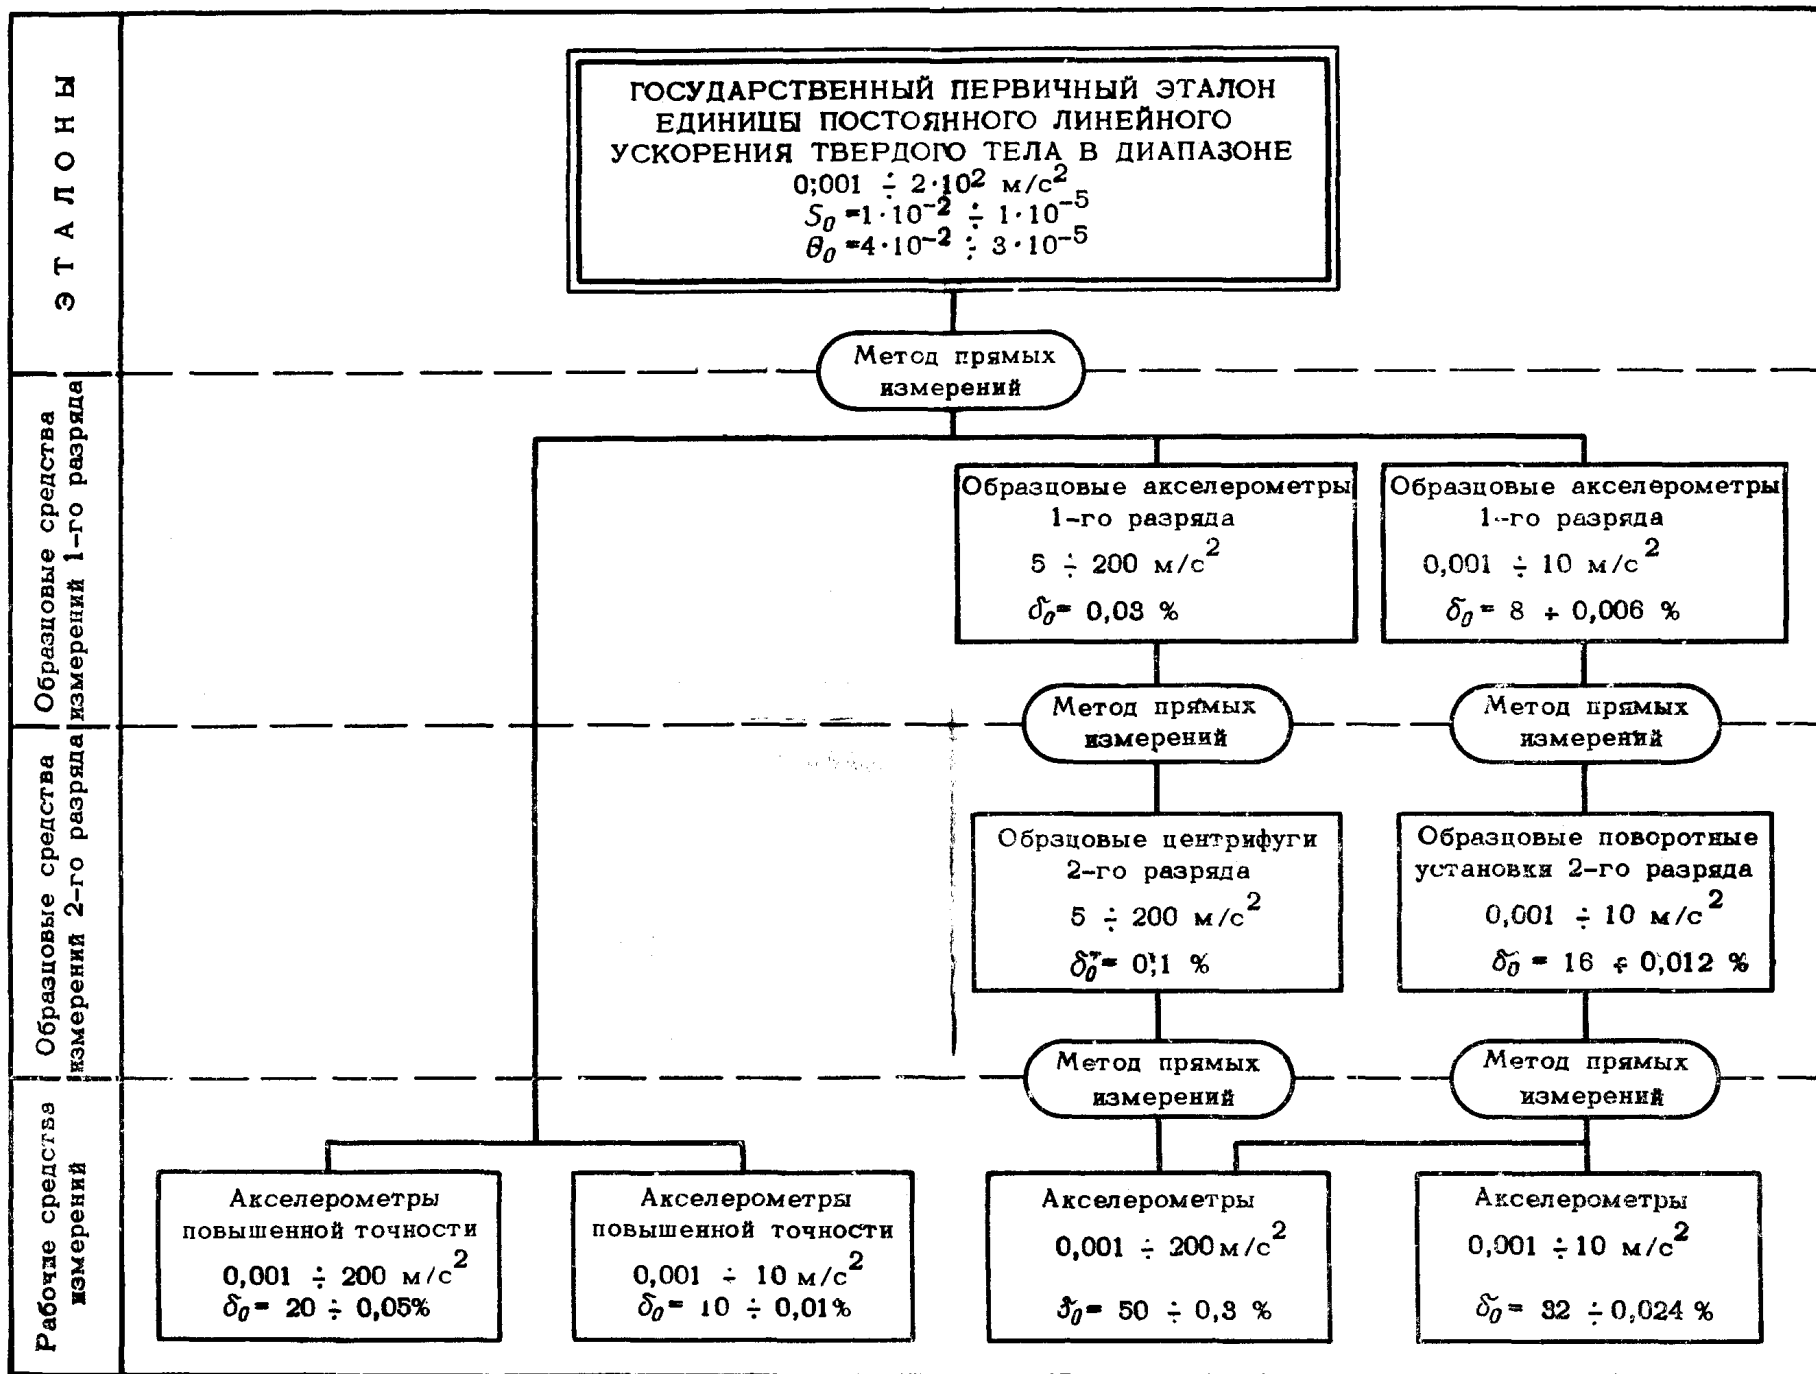 ЭТАЛОНЫ
ГОСУДАРСТВЕННЫЙ ПЕРВИЧНЫЙ ЭТАЛОН
ЕДИНИЦЫ ПОСТОЯННОГО ЛИНЕЙНОГО
УСКОРЕНИЯ ТВЕРДОГО ТЕЛА В ДИАПАЗОНЕ
0,001 ÷ 2·10² м/с²
S₀=1·10⁻² ÷ 1·10⁻⁵
θ₀=4·10⁻² ÷ 3·10⁻⁵
Метод прямых
измерений
Образцовые средства
измерений 1-го разряда
Образцовые акселерометры
1-го разряда
5 ÷ 200 м/с²
δ₀= 0,03 %
Образцовые акселерометры
1-го разряда
0,001 ÷ 10 м/с²
δ₀= 8 ÷ 0,006 %
Метод прямых
измерений
Метод прямых
измерений
Образцовые средства
измерений 2-го разряда
Обрзцовые центрифуги
2-го разряда
5 ÷ 200 м/с²
δ₀= 0,1 %
Образцовые поворотные
установки 2-го разряда
0,001 ÷ 10 м/с²
δ₀= 16 ÷ 0,012 %
Метод прямых
измерений
Метод прямых
измерений
Рабочие средства
измерений
Акселерометры
повышенной точности
0,001 ÷ 200 м/с²
δ₀= 20 ÷ 0,05%
Акселерометры
повышенной точности
0,001 ÷ 10 м/с²
δ₀= 10 ÷ 0,01%
Акселерометры
0,001 ÷ 200 м/с²
δ₀= 50 ÷ 0,3 %
Акселерометры
0,001 ÷ 10 м/с²
δ₀= 32 ÷ 0,024 %